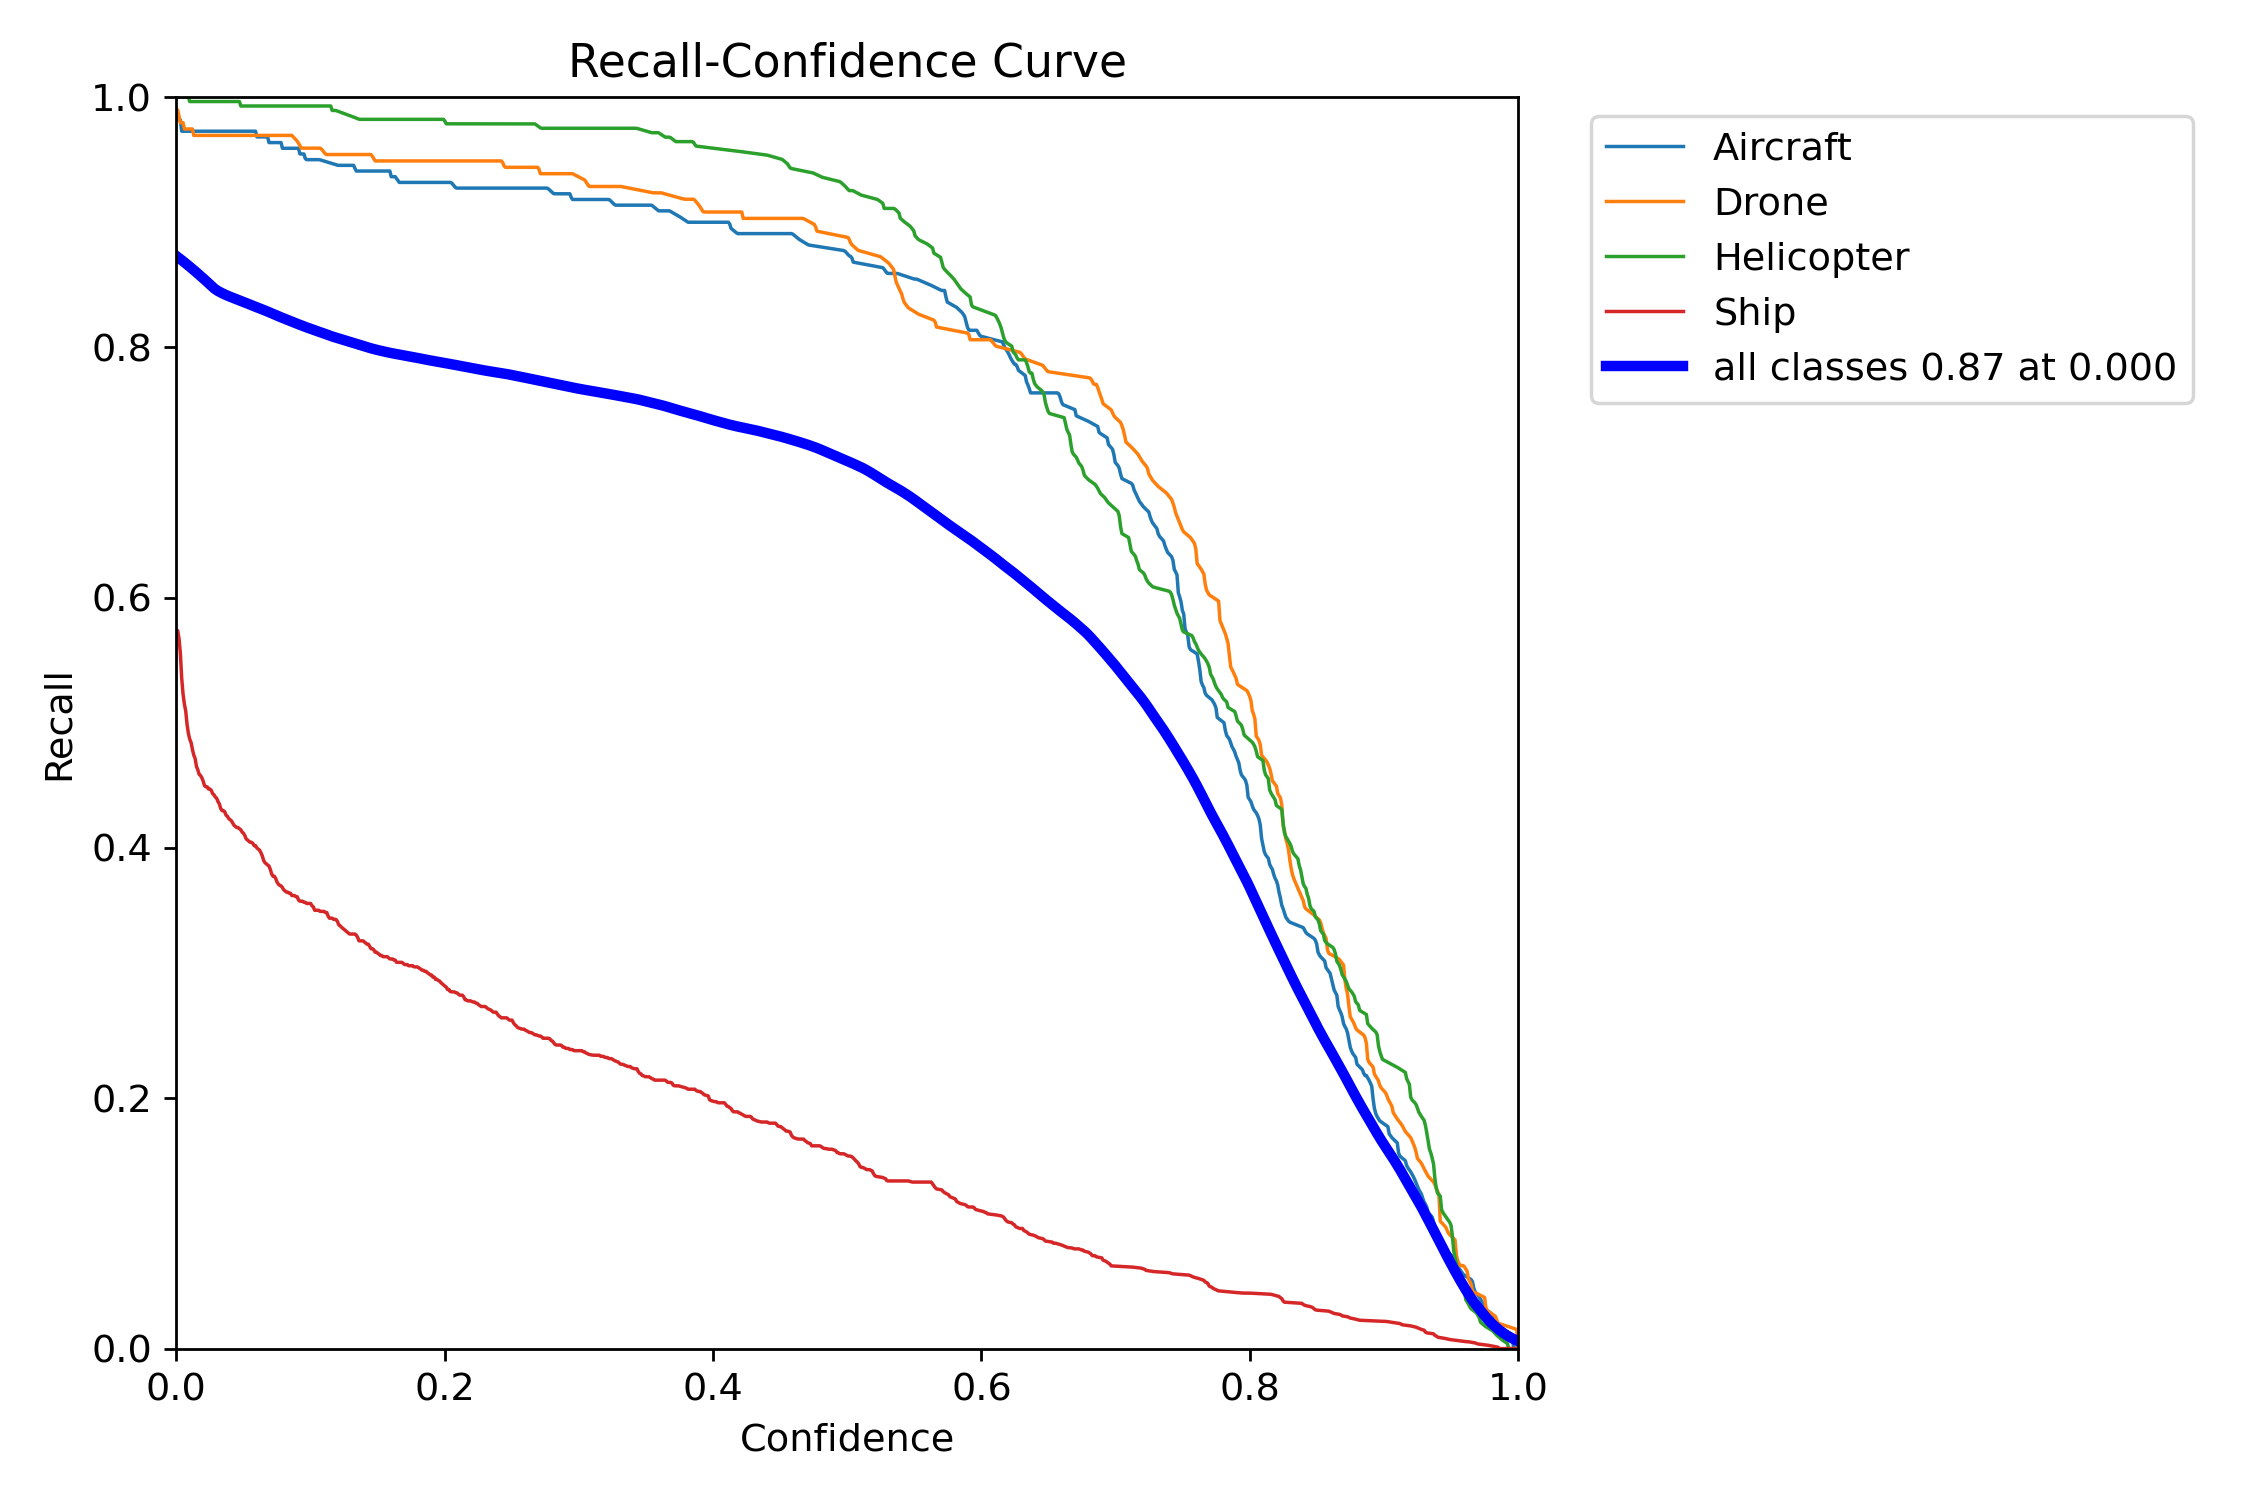 Recall-Confidence Curve
1.0
0.8
0.6
0.4
0.2
0.0
Recall
0.0 0.2 0.4 0.6 0.8 1.0
Confidence
Aircraft
Drone
Helicopter
Ship
all classes 0.87 at 0.000